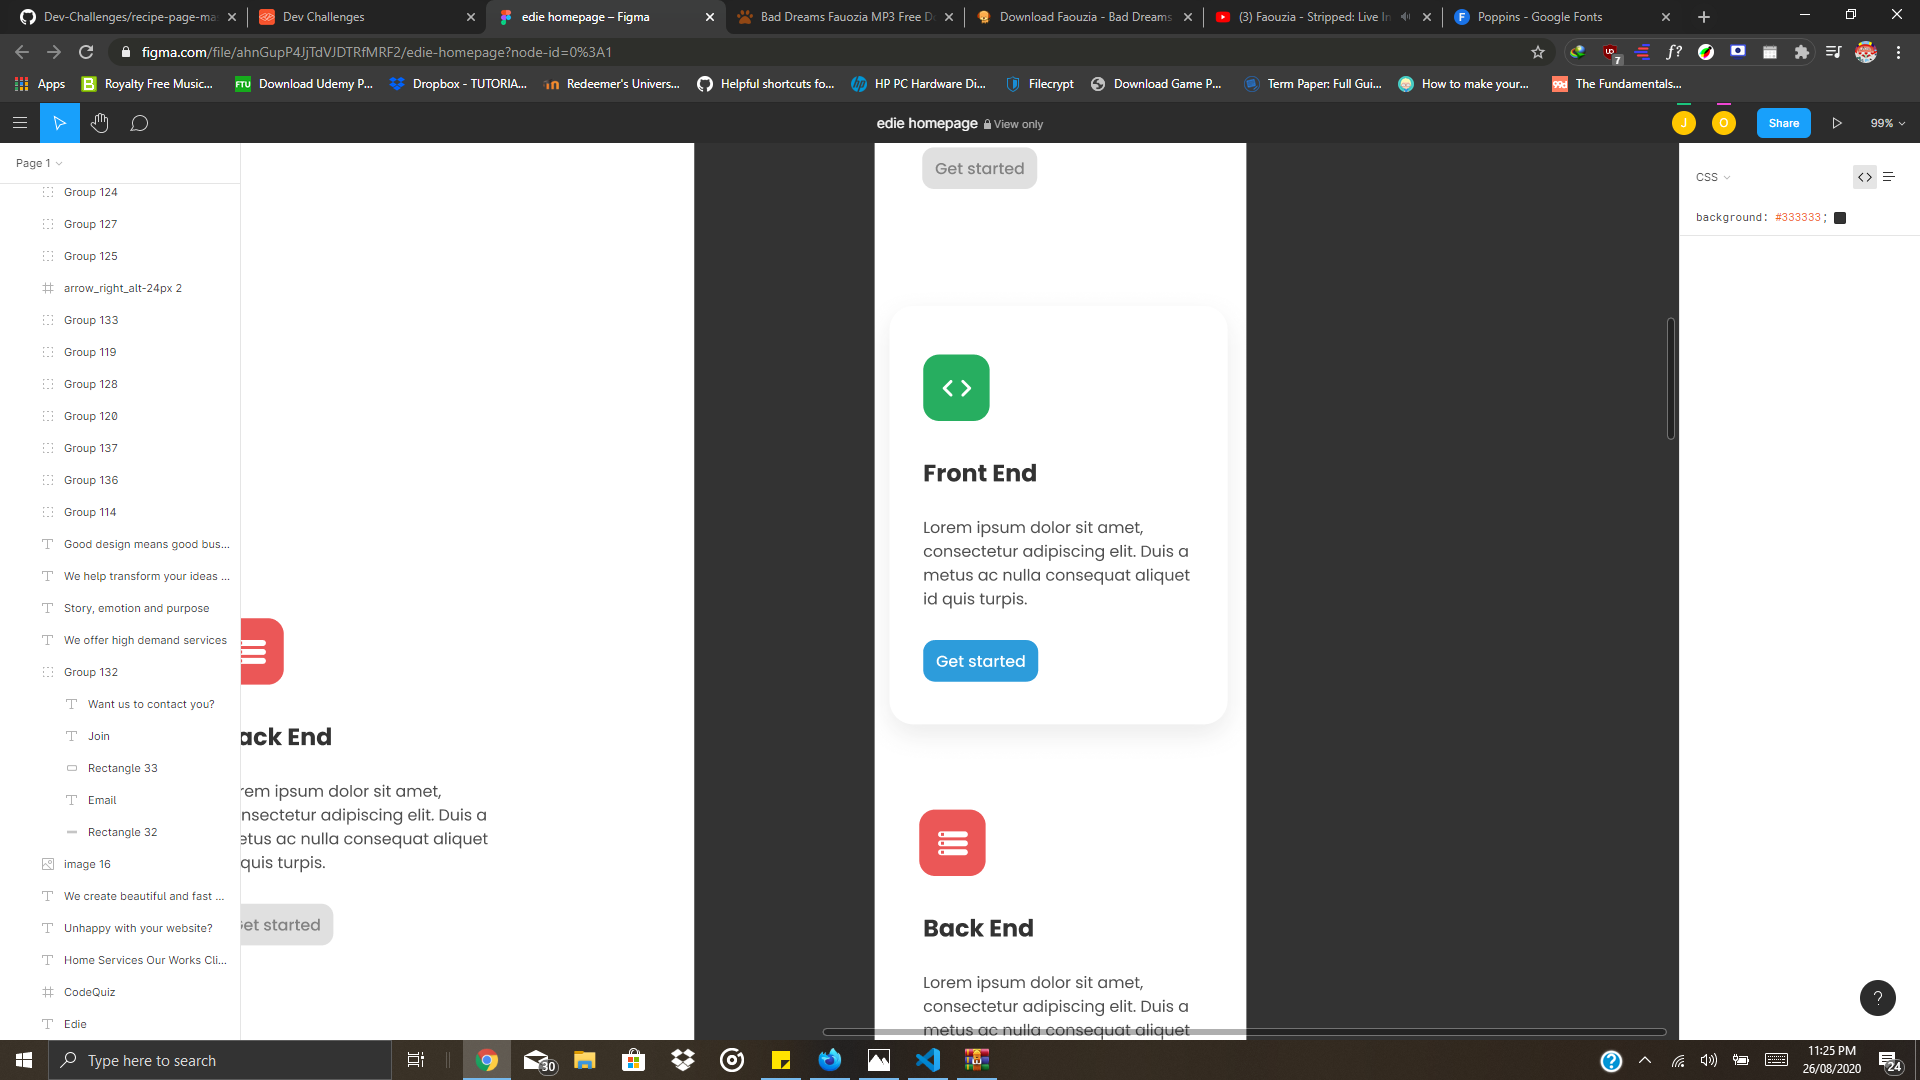 Dev-Challenges/recipe-page-ma
Dev Challenges
edie homepage – Figma
Bad Dreams Fauozia MP3 Free D
Download Faouzia - Bad Dreams
(3) Faouzia - Stripped: Live In
Poppins - Google Fonts
figma.com/file/ahnGupP4JjTdVJDTRfMRF2/edie-homepage?node-id=0%3A1
f?
7
Apps
Royalty Free Music...
FTU
Download Udemy P...
Dropbox - TUTORIA...
Redeemer's Univers...
Helpful shortcuts fo...
HP PC Hardware Di...
Filecrypt
Download Game P...
Term Paper: Full Gui...
How to make your...
99d
The Fundamentals...
edie homepage
View only
J
O
Share
99%
Page 1
Group 124
Group 127
Group 125
arrow_right_alt-24px 2
Group 133
Group 119
Group 128
Group 120
Group 137
Group 136
Group 114
Good design means good bus...
We help transform your ideas ...
Story, emotion and purpose
We offer high demand services
Group 132
Want us to contact you?
Join
Rectangle 33
Email
Rectangle 32
image 16
We create beautiful and fast ...
Unhappy with your website?
Home Services Our Works Cli...
CodeQuiz
Edie
ack End
rem ipsum dolor sit amet,
nsectetur adipiscing elit. Duis a
etus ac nulla consequat aliquet
quis turpis.
Get started
Get started
Front End
Lorem ipsum dolor sit amet,
consectetur adipiscing elit. Duis a
metus ac nulla consequat aliquet
id quis turpis.
Get started
Back End
Lorem ipsum dolor sit amet,
consectetur adipiscing elit. Duis a
metus ac nulla consequat aliquet
CSS
background: #333333;
?
Type here to search
30
11:25 PM
26/08/2020
24